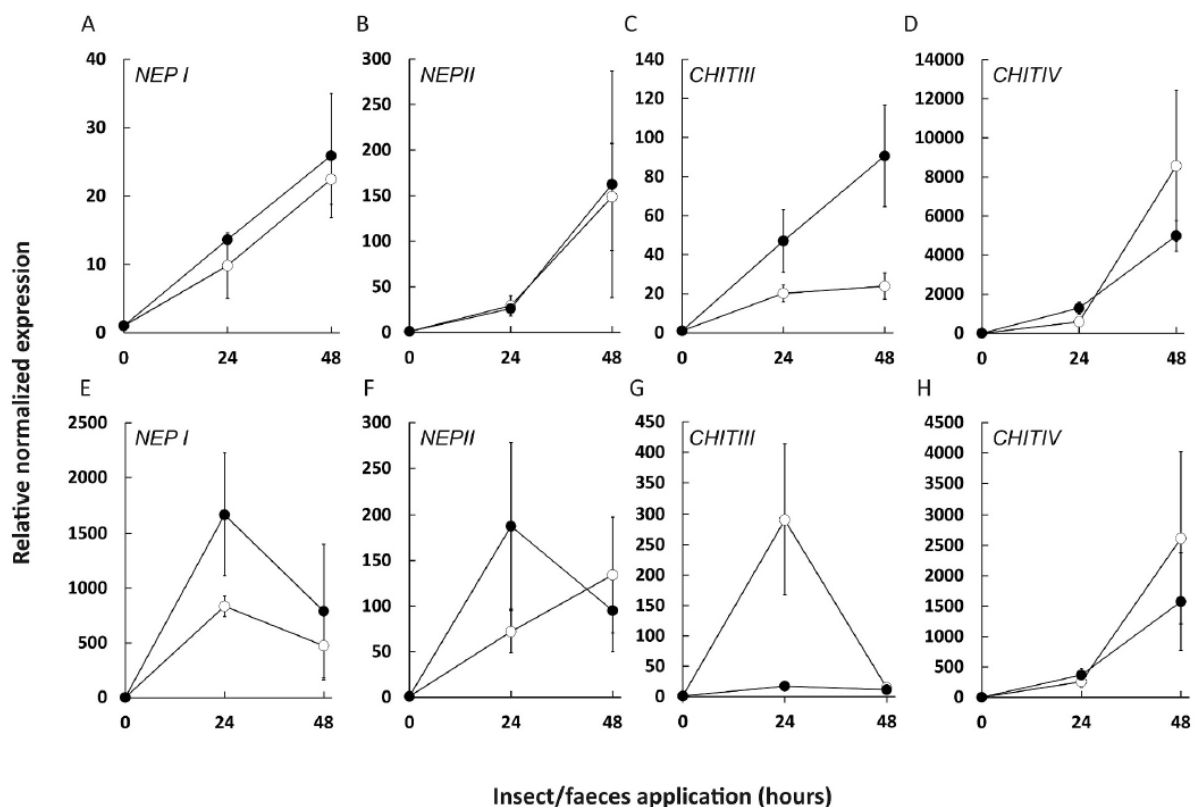 A
NEP I
40
30
20
10
0
0 24 48
B
NEPII
300
250
200
150
100
50
0
0 24 48
C
CHITIII
140
120
100
80
60
40
20
0
0 24 48
D
CHITIV
14000
12000
10000
8000
6000
4000
2000
0
0 24 48
Relative normalized expression
E
NEP I
2500
2000
1500
1000
500
0
0 24 48
F
NEPII
300
250
200
150
100
50
0
0 24 48
G
CHITIII
450
400
350
300
250
200
150
100
50
0
0 24 48
H
CHITIV
4500
4000
3500
3000
2500
2000
1500
1000
500
0
0 24 48
Insect/faeces application (hours)